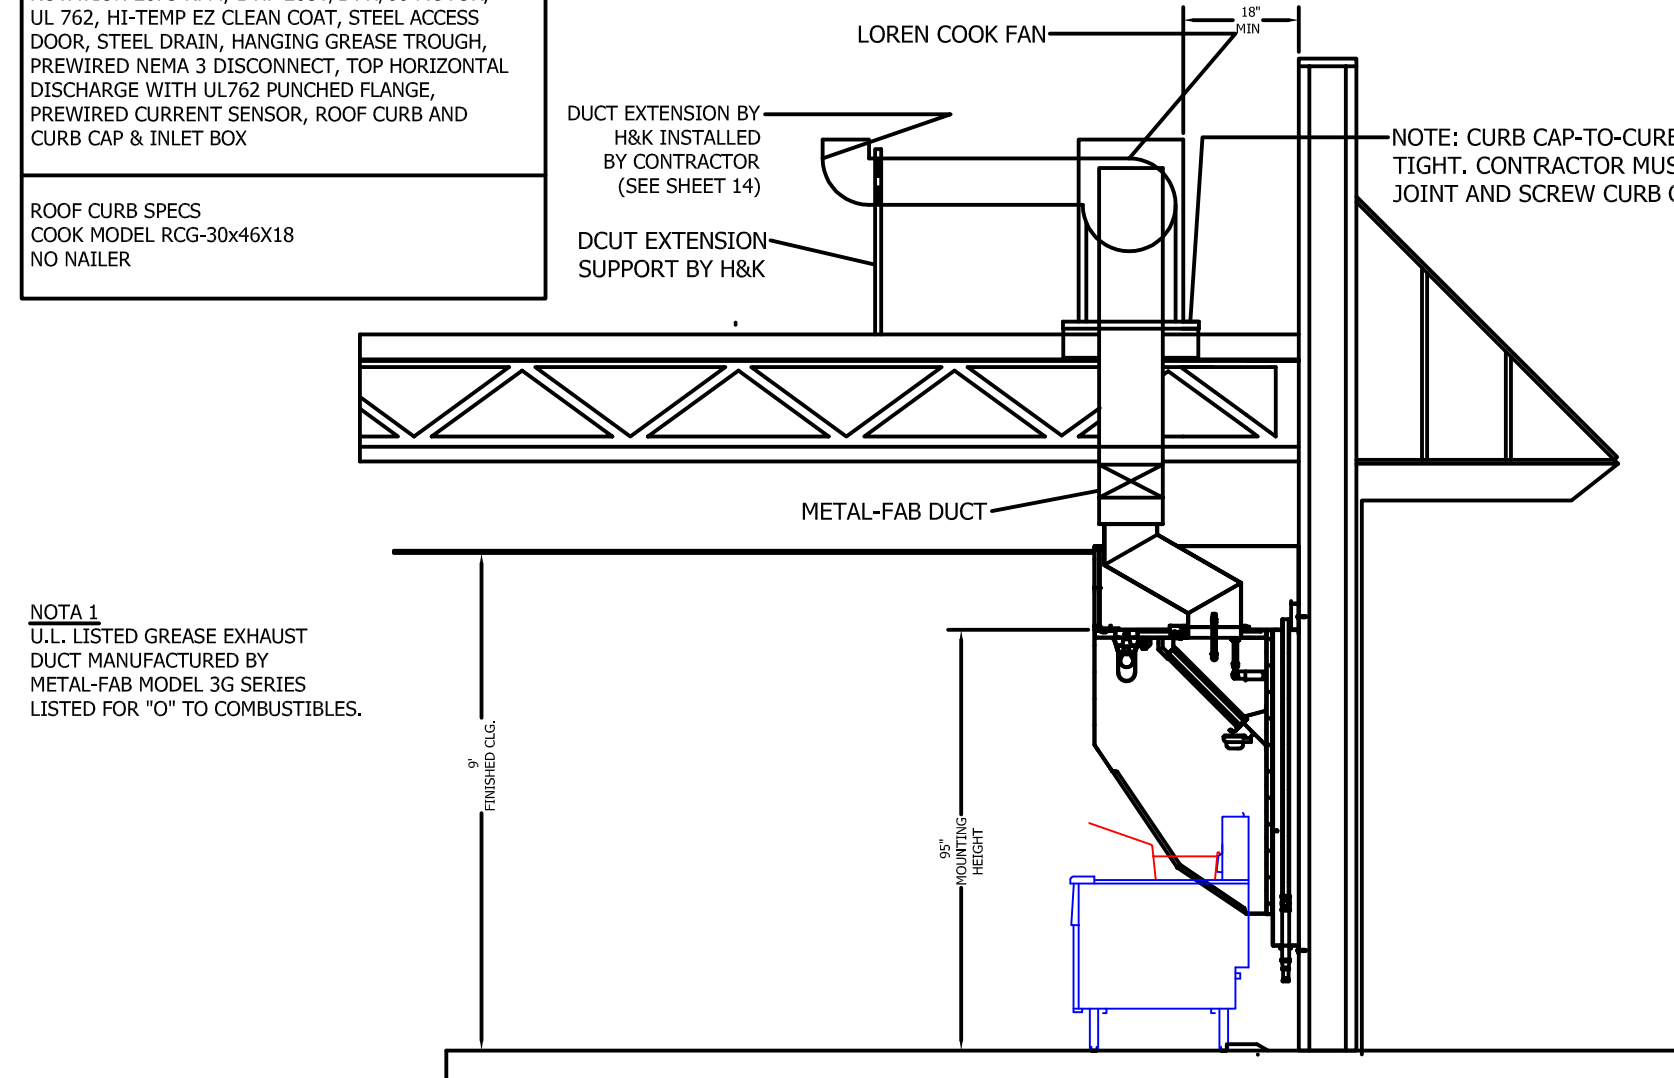 UL 762, HI-TEMP EZ CLEAN COAT, STEEL ACCESS
DOOR, STEEL DRAIN, HANGING GREASE TROUGH,
PREWIRED NEMA 3 DISCONNECT, TOP HORIZONTAL
DISCHARGE WITH UL762 PUNCHED FLANGE,
PREWIRED CURRENT SENSOR, ROOF CURB AND
CURB CAP & INLET BOX
ROOF CURB SPECS
COOK MODEL RCG-30x46X18
NO NAILER
LOREN COOK FAN
18"
MIN
DUCT EXTENSION BY
H&K INSTALLED
BY CONTRACTOR
(SEE SHEET 14)
DCUT EXTENSION
SUPPORT BY H&K
NOTE: CURB CAP-TO-CURB
TIGHT. CONTRACTOR MUS
JOINT AND SCREW CURB
METAL-FAB DUCT
NOTA 1
U.L. LISTED GREASE EXHAUST
DUCT MANUFACTURED BY
METAL-FAB MODEL 3G SERIES
LISTED FOR "O" TO COMBUSTIBLES.
9'
FINISHED CLG.
95"
MOUNTING
HEIGHT